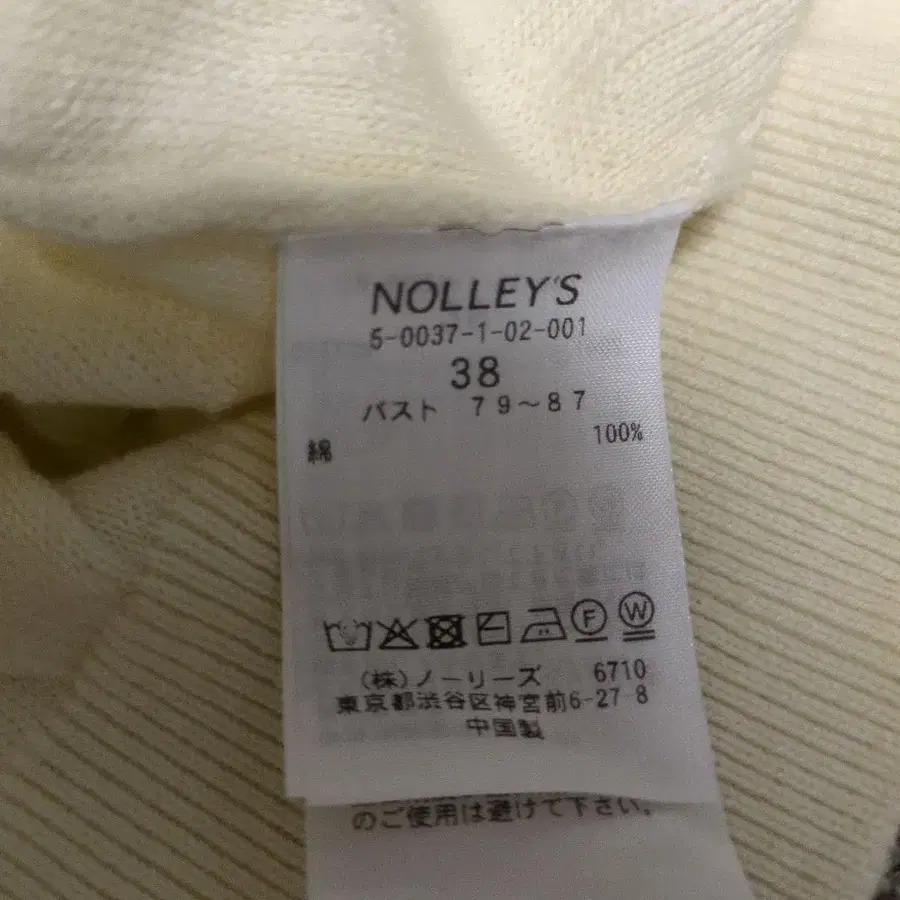 NOLLEY'S
5-0037-1-02-001
38
バスト 79～87
綿 100%
F W
(株)ノーリーズ 6710
東京都渋谷区神宮前6-27-8
中国製
のご使用は避けて下さい。